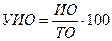 УИО = ИО/ТО · 100